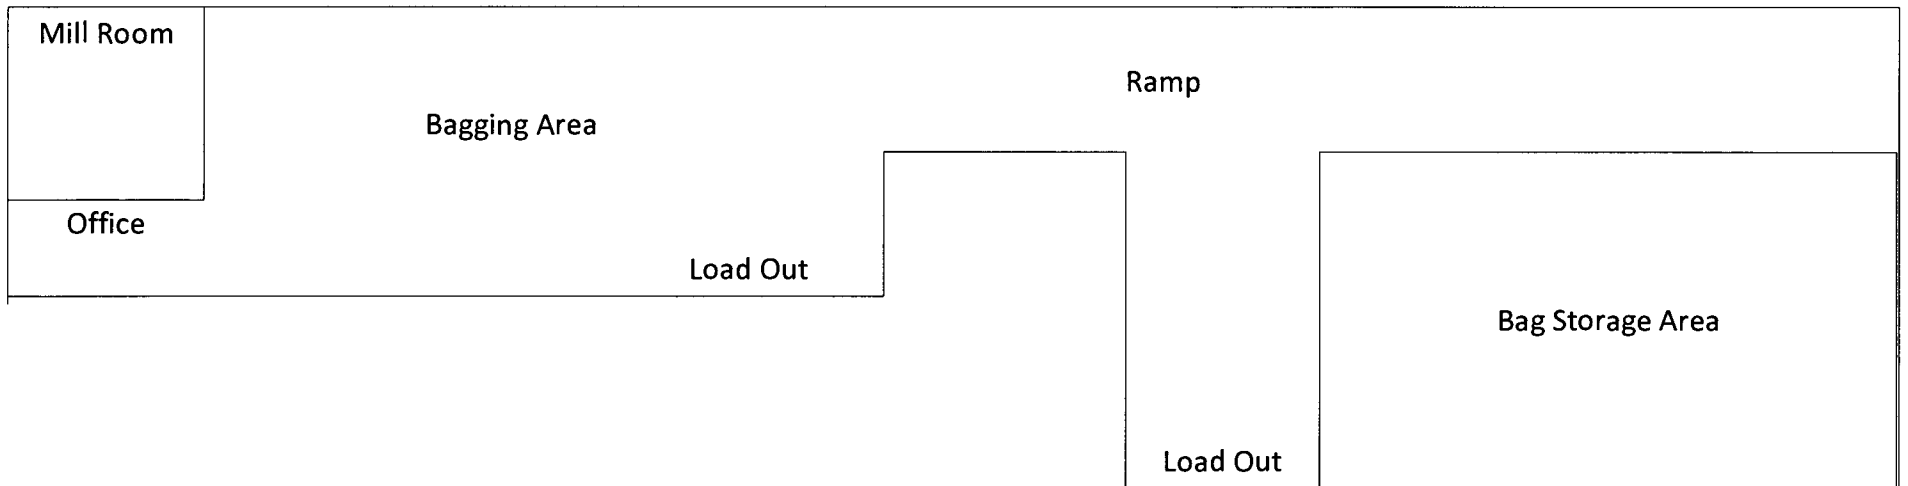 Mill Room
Ramp
Bagging Area
Office
Load Out
Bag Storage Area
Load Out